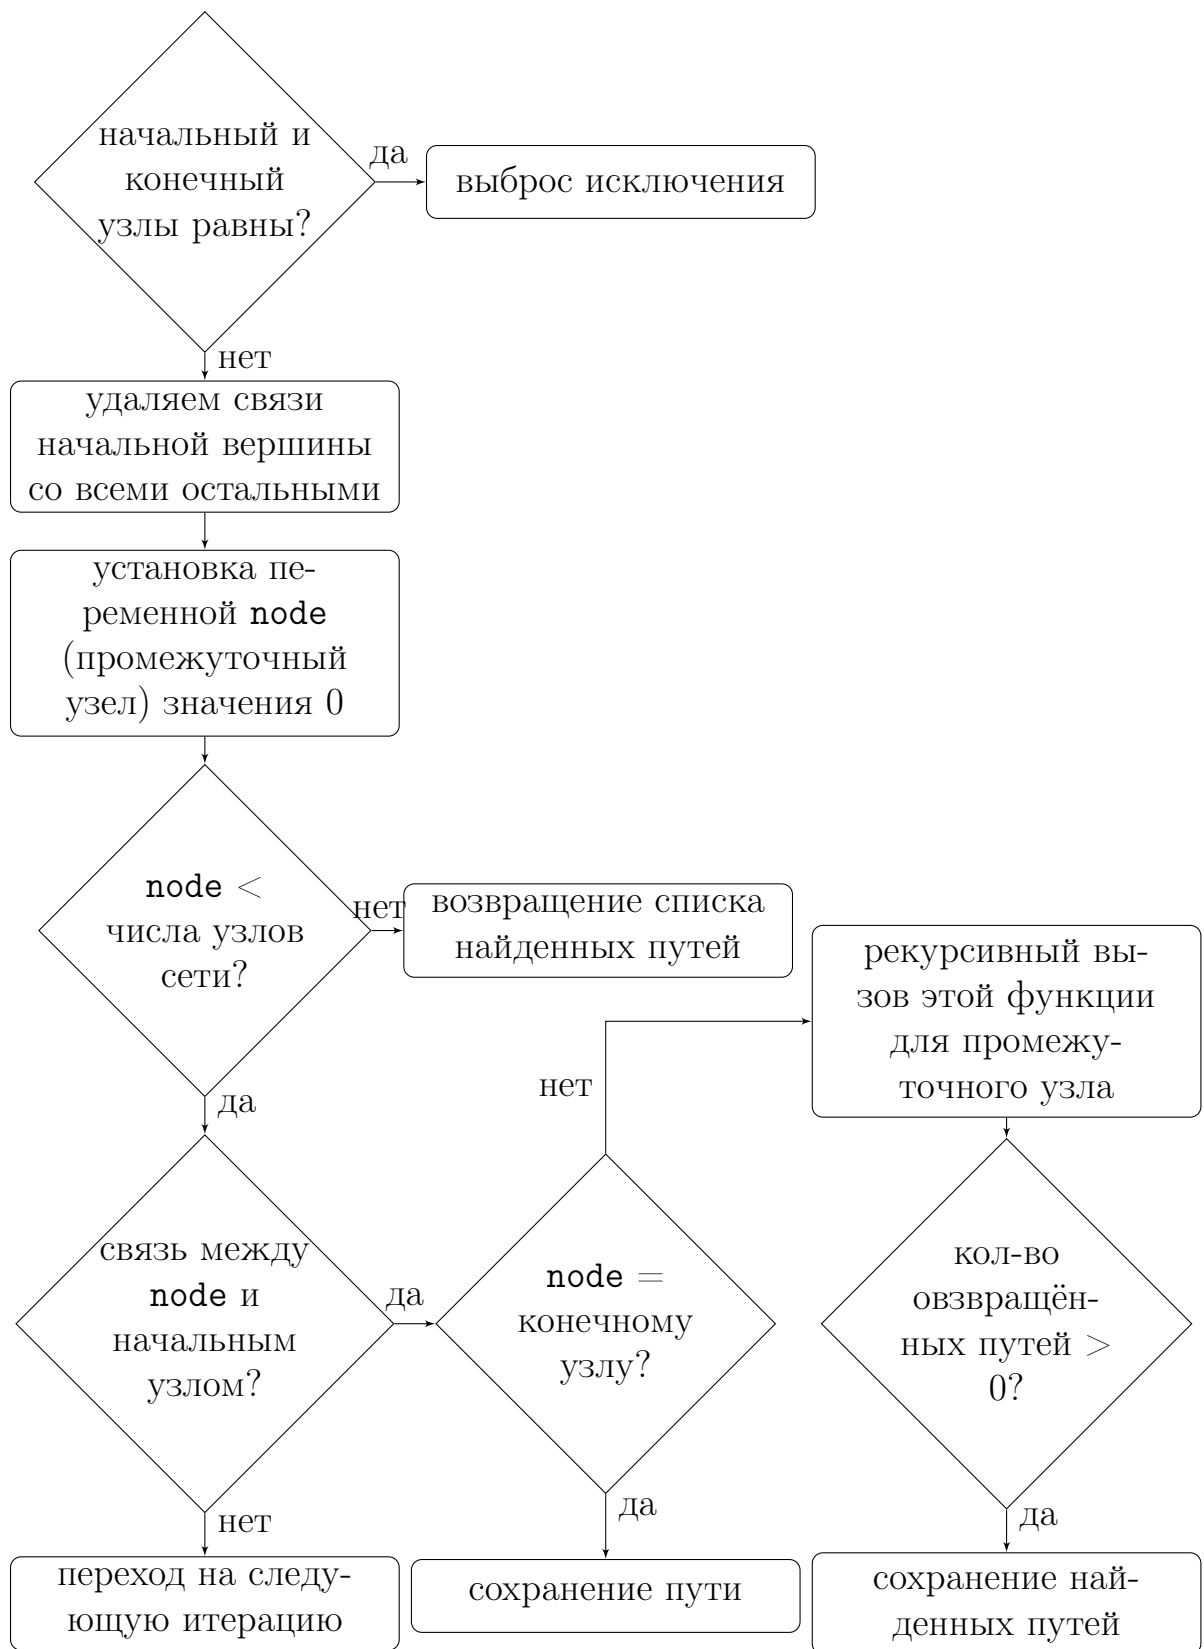 начальный и
конечный
узлы равны?
да
выброс исключения
нет
удаляем связи
начальной вершины
со всеми остальными
установка пе-
ременной node
(промежуточный
узел) значения 0
node <
числа узлов
сети?
нет
возвращение списка
найденных путей
рекурсивный вы-
зов этой функции
для промежу-
точного узла
нет
да
связь между
node и
начальным
узлом?
да
node =
конечному
узлу?
кол-во
овзвращён-
ных путей >
0?
нет
да
да
переход на следу-
ющую итерацию
сохранение пути
сохранение най-
денных путей